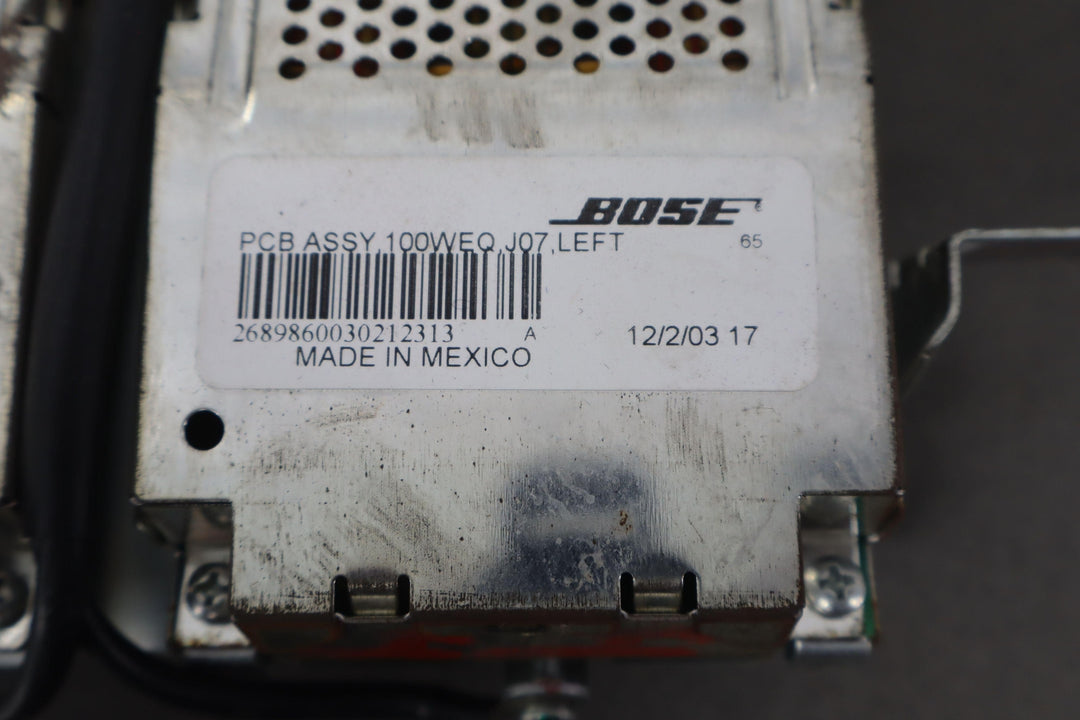 BOSE
PCB ASSY,100WEQ,J07,LEFT 65
2689860030212313 A 12/2/03 17
MADE IN MEXICO